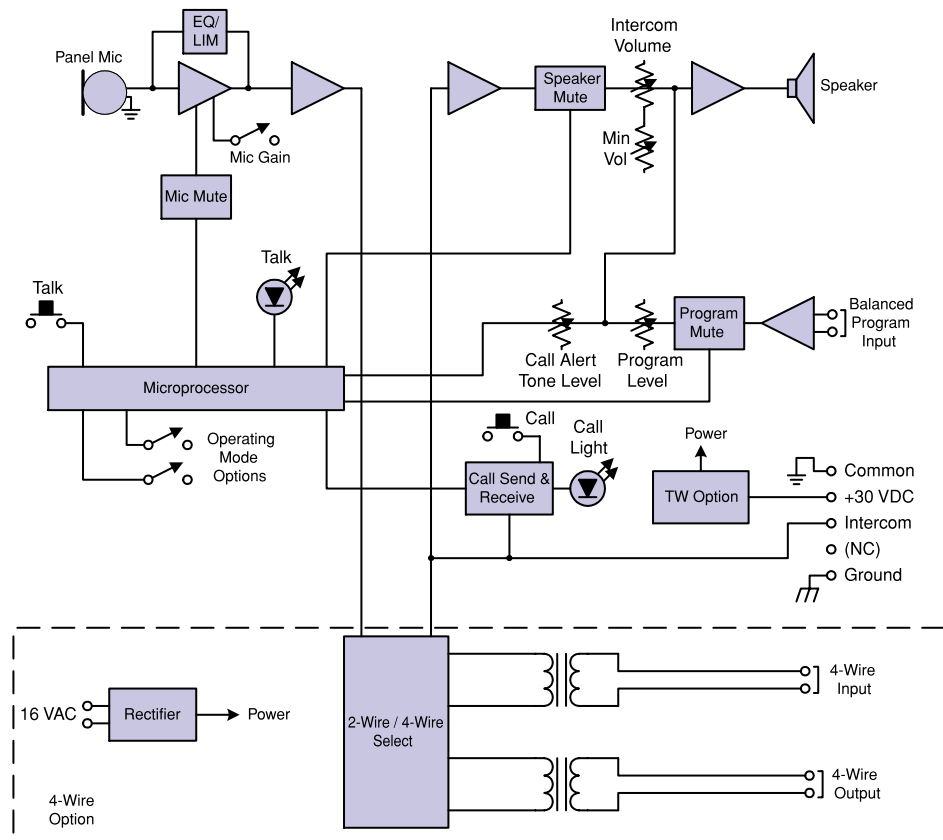 EQ/
LIM
Panel Mic
Mic Gain
Mic Mute
Intercom
Volume
Speaker
Mute
Speaker
Min
Vol
Talk
Talk
Microprocessor
Operating
Mode
Options
Call Alert
Tone Level
Program
Level
Program
Mute
Balanced
Program
Input
Call
Call
Light
Call Send &
Receive
Power
TW Option
Common
+30 VDC
Intercom
(NC)
Ground
16 VAC
Rectifier
Power
2-Wire / 4-Wire
Select
4-Wire
Input
4-Wire
Output
4-Wire
Option